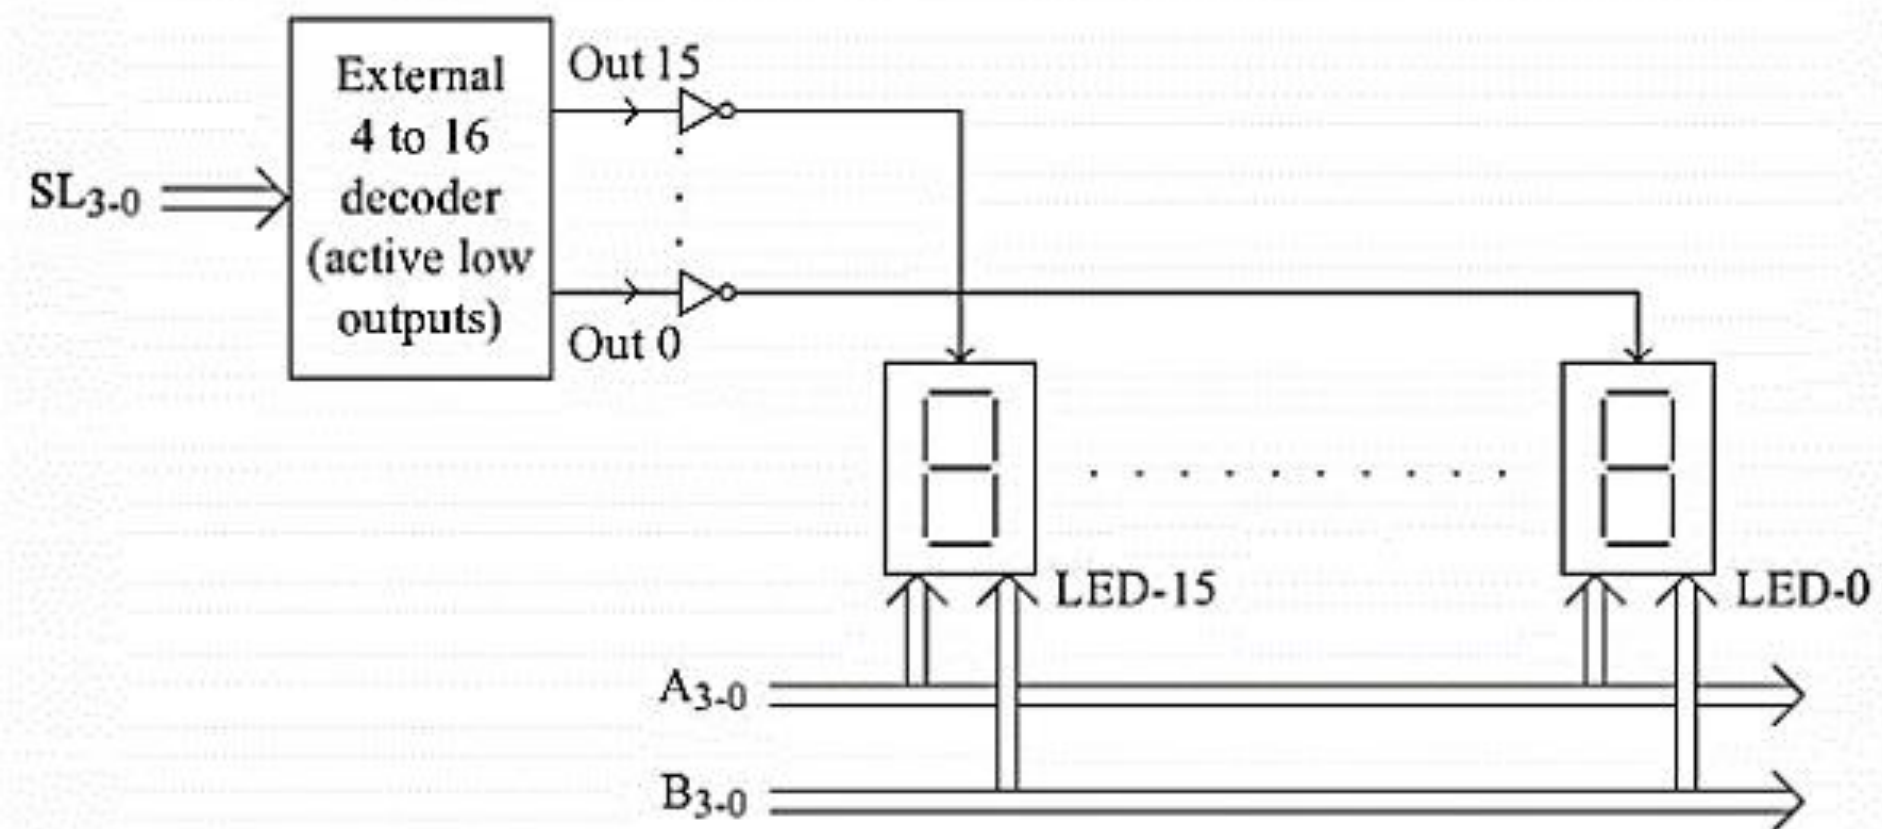 Out 15
External
4 to 16
decoder
(active low
outputs)
SL3-0
Out 0
LED-15
LED-0
A3-0
B3-0